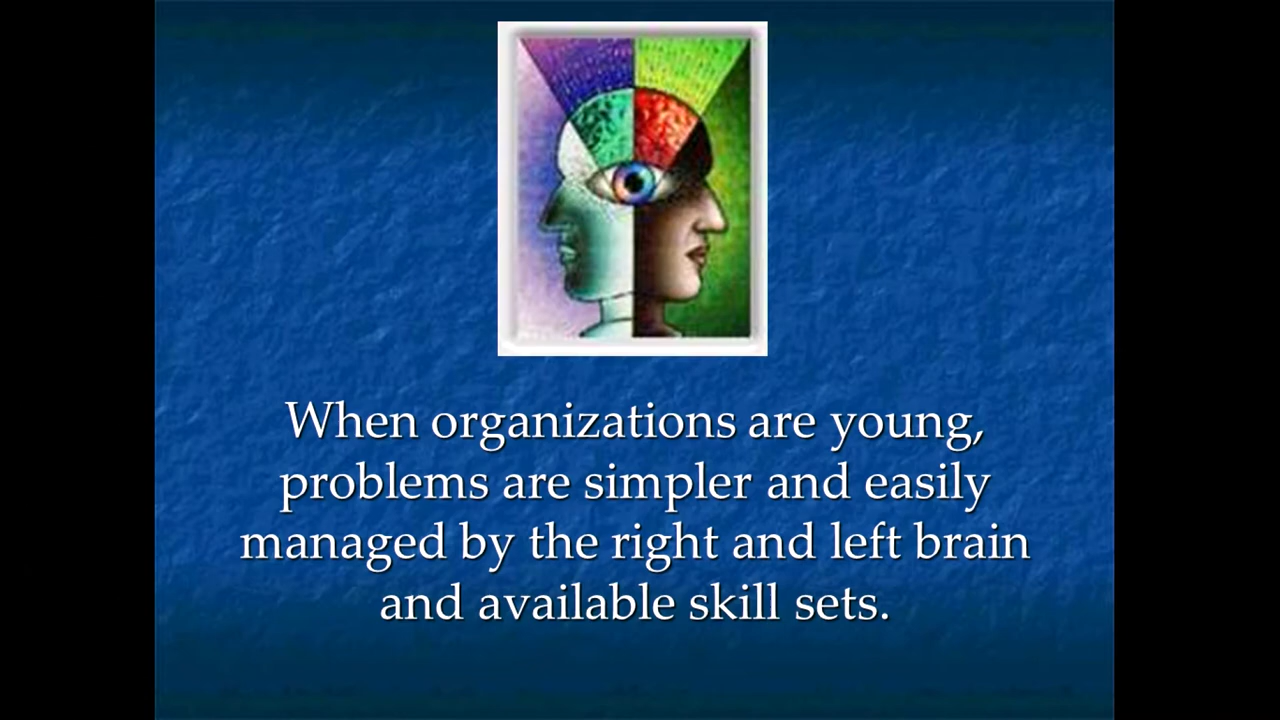 When organizations are young,
problems are simpler and easily
managed by the right and left brain
and available skill sets.